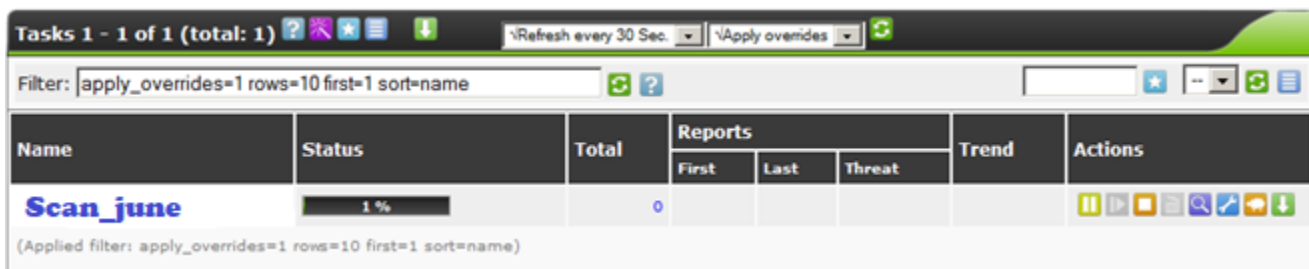 Tasks 1 - 1 of 1 (total: 1) ? √Refresh every 30 Sec. √Apply overrides
Filter: apply_overrides=1 rows=10 first=1 sort=name ? --
Name Status Total Reports Trend Actions
First Last Threat
Scan_june 1 % 0
(Applied filter: apply_overrides=1 rows=10 first=1 sort=name)